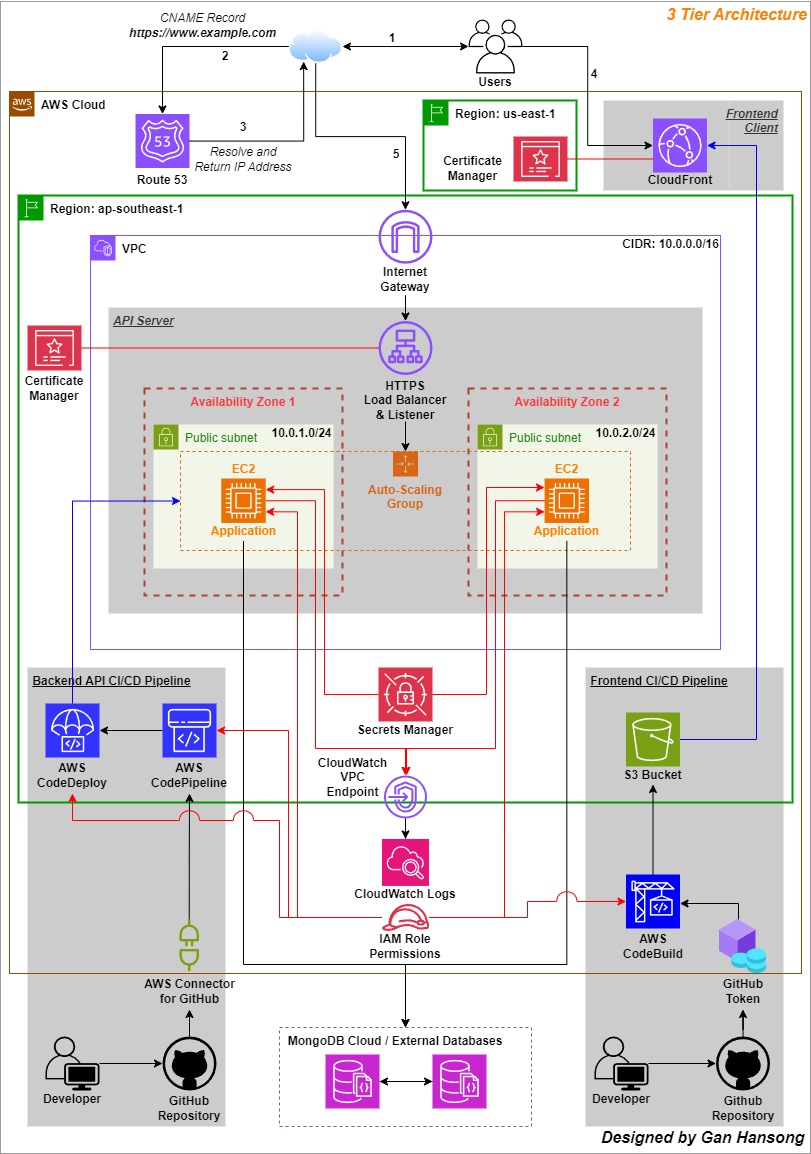 3 Tier Architecture
CNAME Record
https://www.example.com
1
2
Users
4
aws
AWS Cloud
53
3
Resolve and
Return IP Address
Route 53
5
Region: us-east-1
Certificate
Manager
Frontend
Client
CloudFront
Region: ap-southeast-1
VPC
CIDR: 10.0.0.0/16
Internet
Gateway
API Server
Certificate
Manager
HTTPS
Load Balancer
& Listener
Availability Zone 1
Availability Zone 2
Public subnet
10.0.1.0/24
Public subnet
10.0.2.0/24
EC2
Application
Auto-Scaling
Group
EC2
Application
Backend API CI/CD Pipeline
Frontend CI/CD Pipeline
AWS
CodeDeploy
AWS
CodePipeline
Secrets Manager
S3 Bucket
CloudWatch
VPC
Endpoint
CloudWatch Logs
IAM Role
Permissions
AWS
CodeBuild
AWS Connector
for GitHub
GitHub
Token
MongoDB Cloud / External Databases
Developer
GitHub
Repository
Developer
Github
Repository
Designed by Gan Hansong